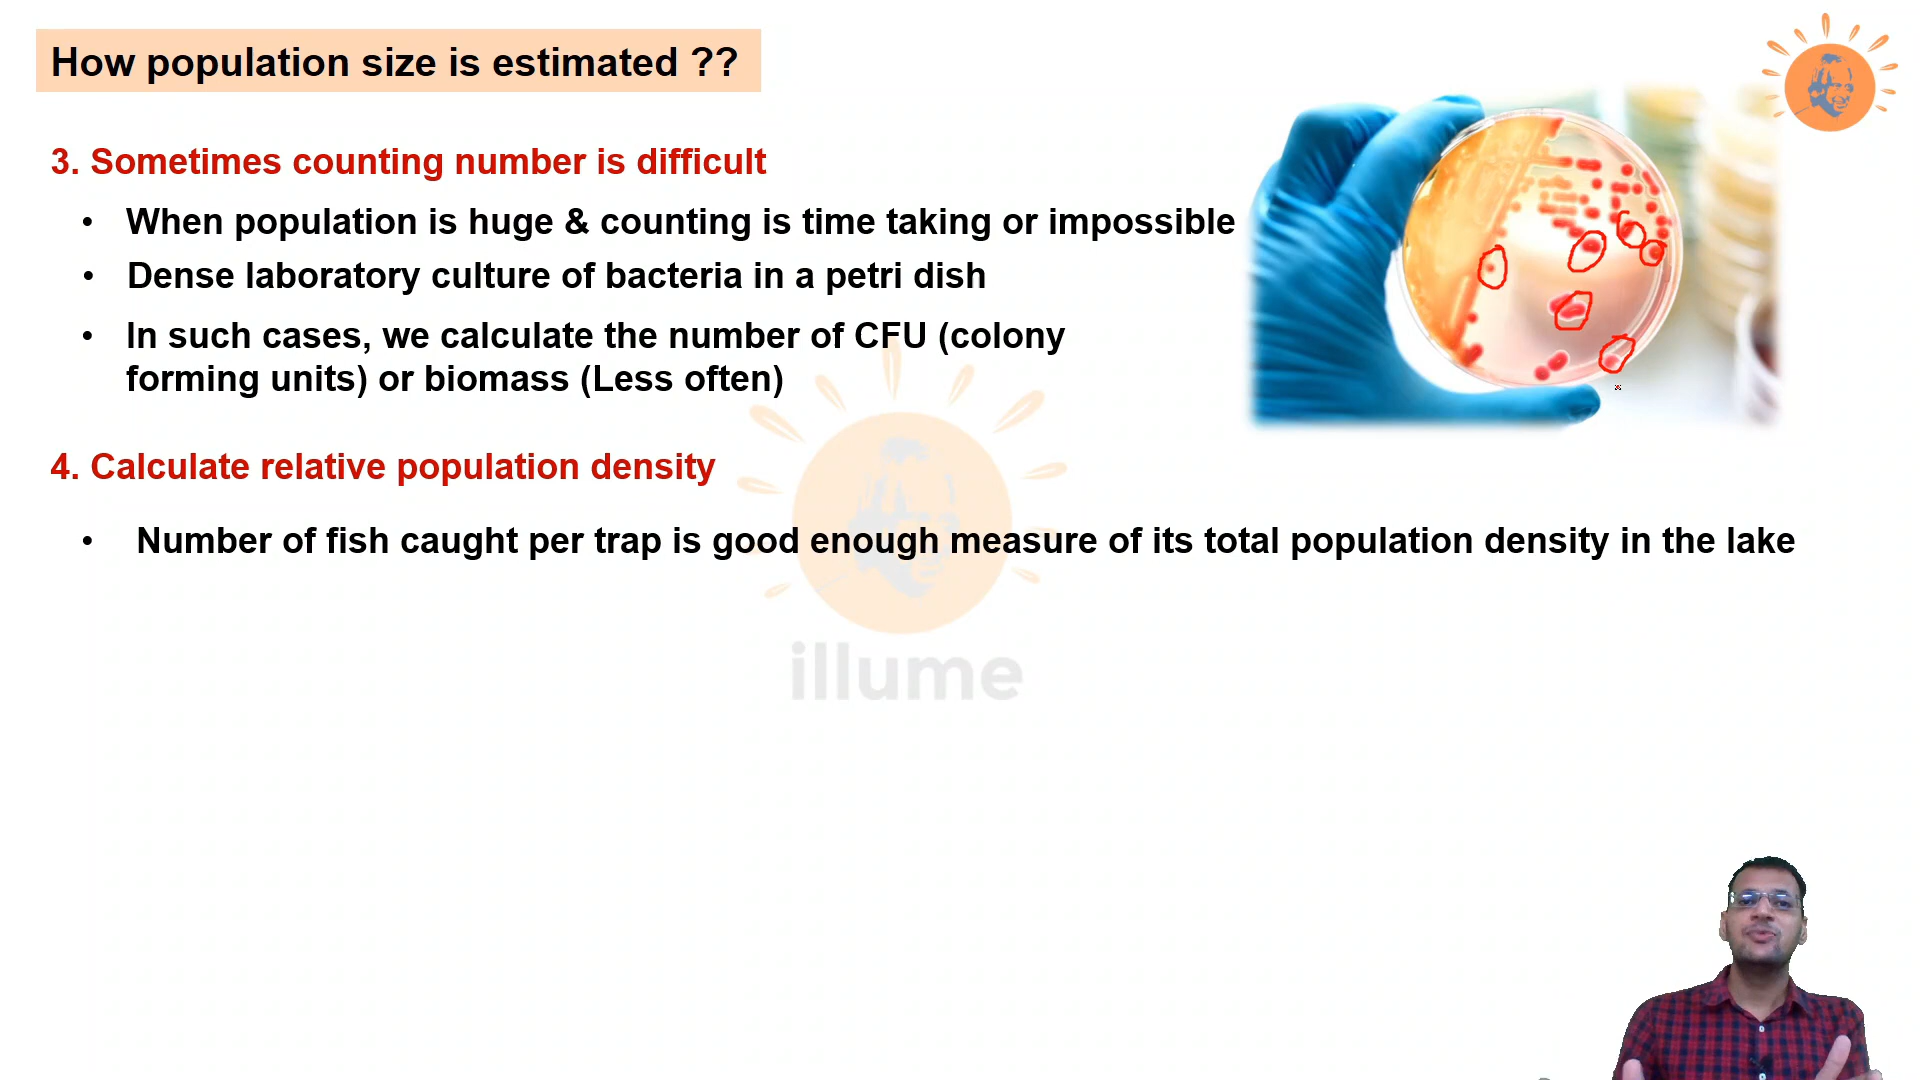 How population size is estimated ??
3. Sometimes counting number is difficult
• When population is huge & counting is time taking or impossible
• Dense laboratory culture of bacteria in a petri dish
• In such cases, we calculate the number of CFU (colony
forming units) or biomass (Less often)
4. Calculate relative population density
• Number of fish caught per trap is good enough measure of its total population density in the lake
illume